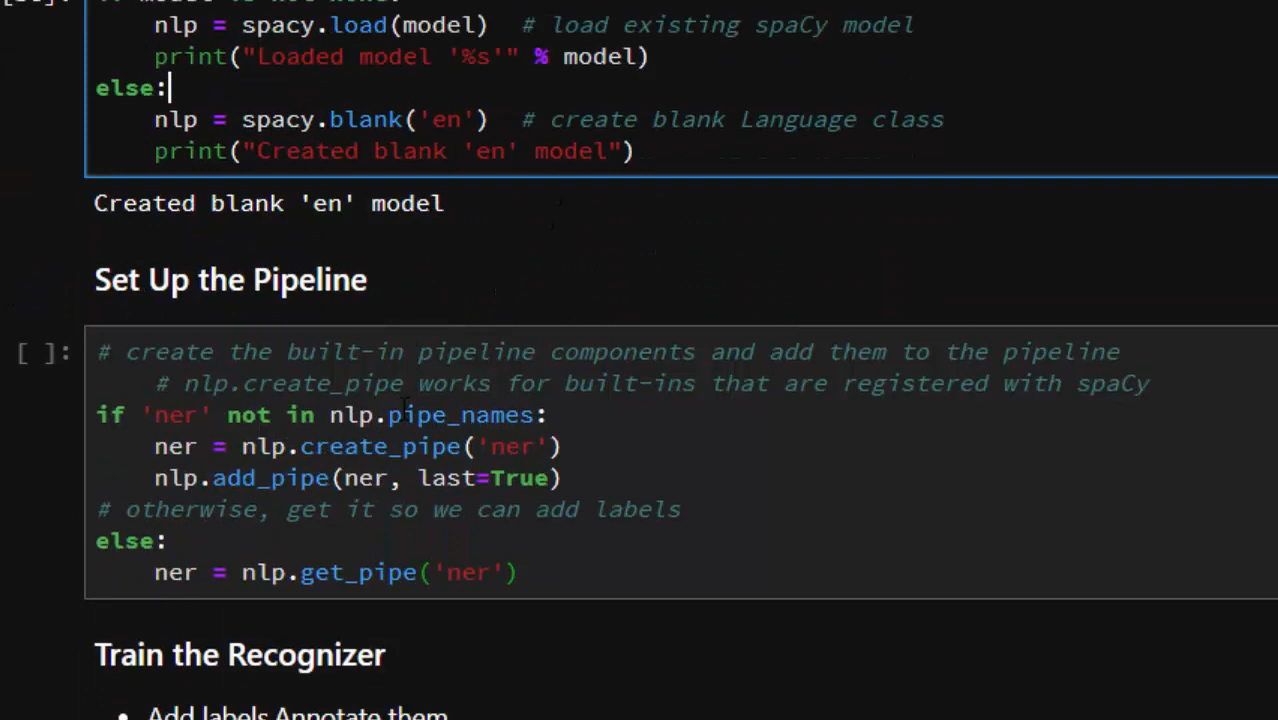 nlp = spacy.load(model)  # load existing spaCy model
print("Loaded model '%s'" % model)
else:
nlp = spacy.blank('en')  # create blank Language class
print("Created blank 'en' model")
Created blank 'en' model
Set Up the Pipeline
[ ]:
# create the built-in pipeline components and add them to the pipeline
# nlp.create_pipe works for built-ins that are registered with spaCy
if 'ner' not in nlp.pipe_names:
ner = nlp.create_pipe('ner')
nlp.add_pipe(ner, last=True)
# otherwise, get it so we can add labels
else:
ner = nlp.get_pipe('ner')
Train the Recognizer
• Add labels Annotate them